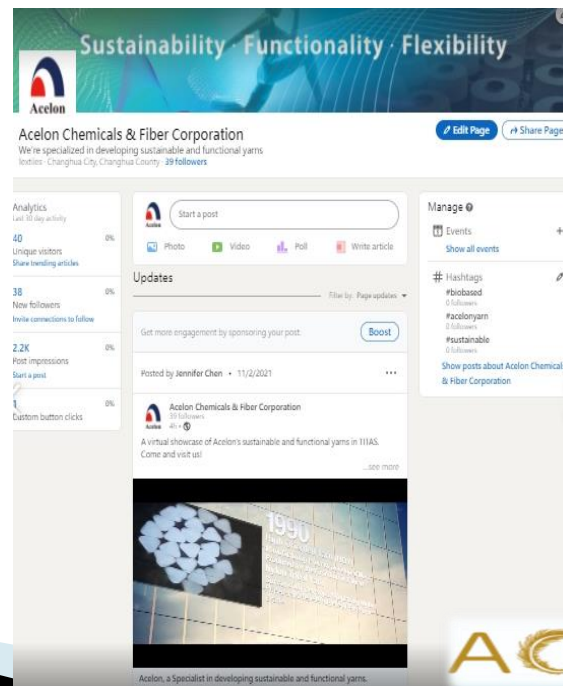 Sustainability · Functionality · Flexibility
Acelon
Acelon Chemicals & Fiber Corporation
We're specialized in developing sustainable and functional yarns
Textiles · Changhua City, Changhua County · 39 followers
Edit Page
Share Page
Analytics
Last 30 day activity
40 0%
Unique visitors
Share trending articles
38 0%
New followers
Invite connections to follow
2.2K 0%
Post impressions
Start a post
1 0%
Custom button clicks
Acelon
Start a post
Photo
Video
Poll
Write article
Updates
Filter by: Page updates
Get more engagement by sponsoring your post.
Boost
Posted by Jennifer Chen • 11/2/2021
Acelon
Acelon Chemicals & Fiber Corporation
39 followers
4h •
A virtual showcase of Acelon's sustainable and functional yarns in
Come and visit us!
...see more
1990
Acelon, a Specialist in developing sustainable and functional yarns.
Manage
Events +
Show all events
# Hashtags
#biobased
0 followers
#acelonyarn
0 followers
#sustainable
0 followers
Show posts about Acelon Chemicals
& Fiber Corporation
AC